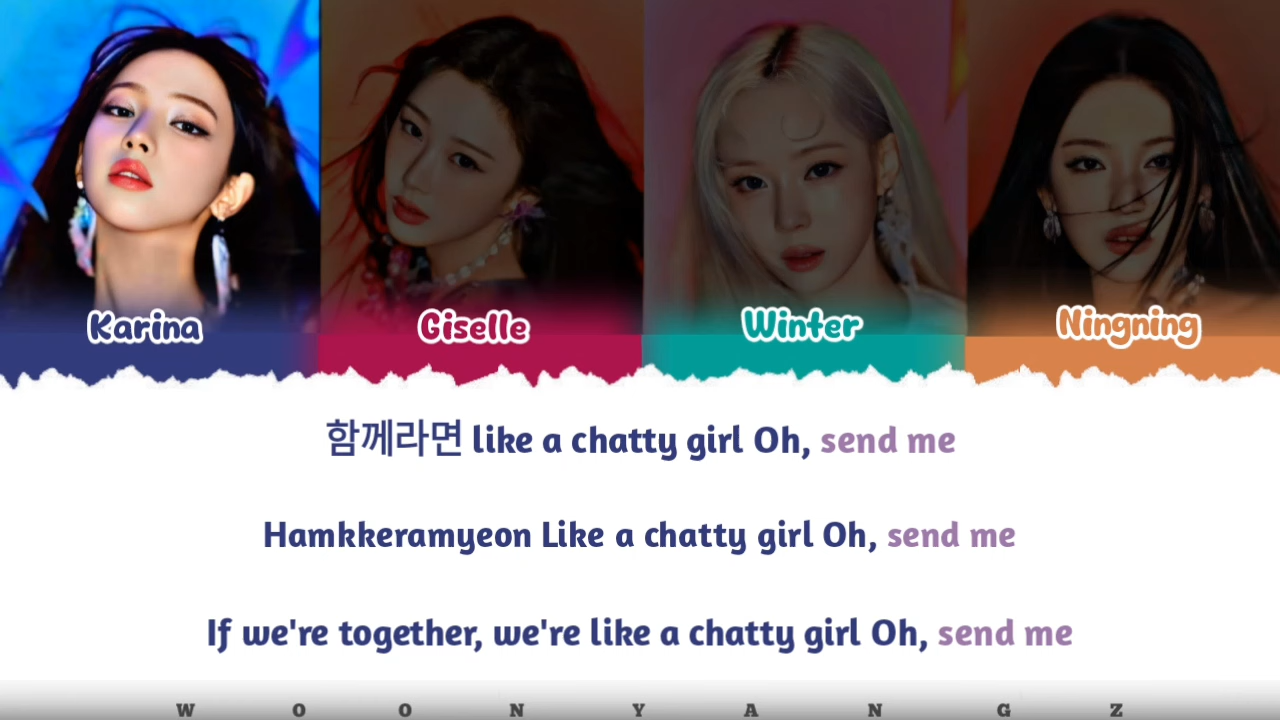 Karina Giselle Winter Ningning
함께라면 like a chatty girl Oh, send me
Hamkkeramyeon Like a chatty girl Oh, send me
If we're together, we're like a chatty girl Oh, send me
W O O N Y A N G Z